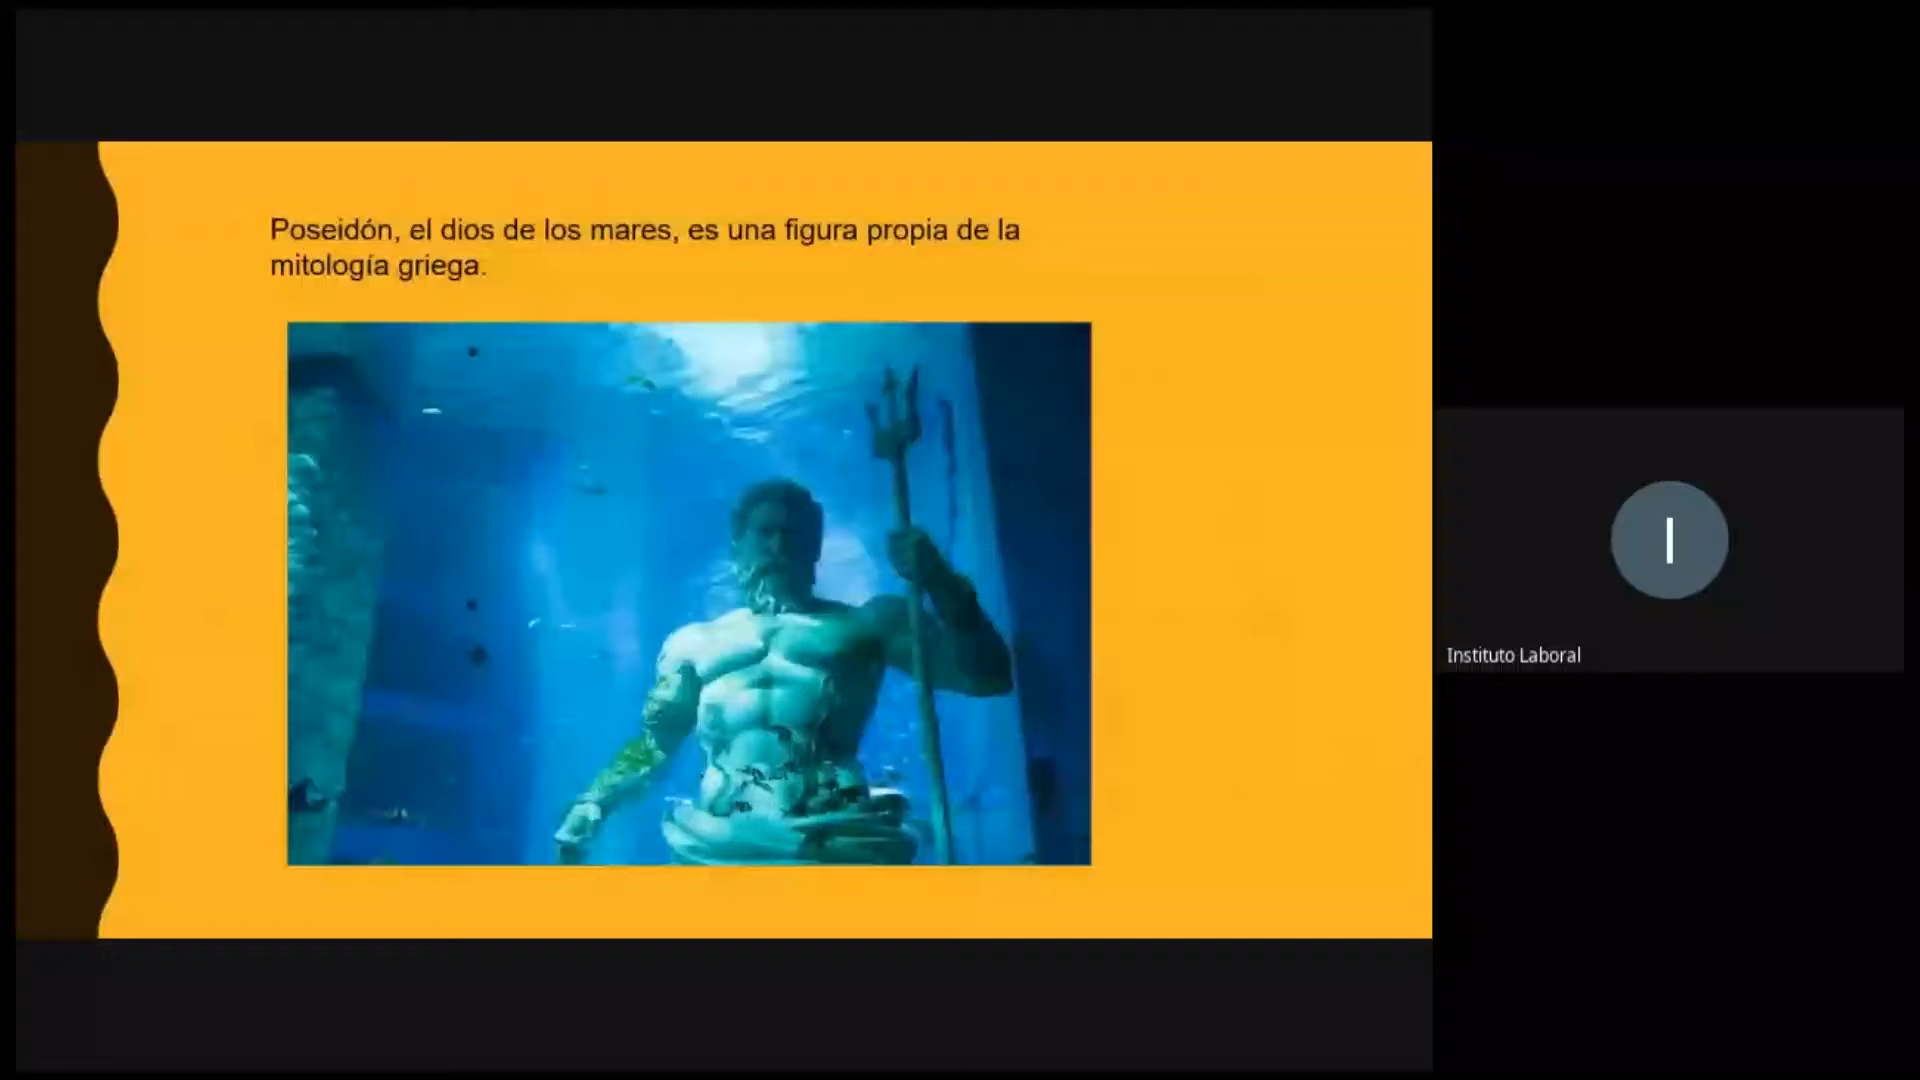 Poseidón, el dios de los mares, es una figura propia de la
mitología griega.
I
Instituto Laboral